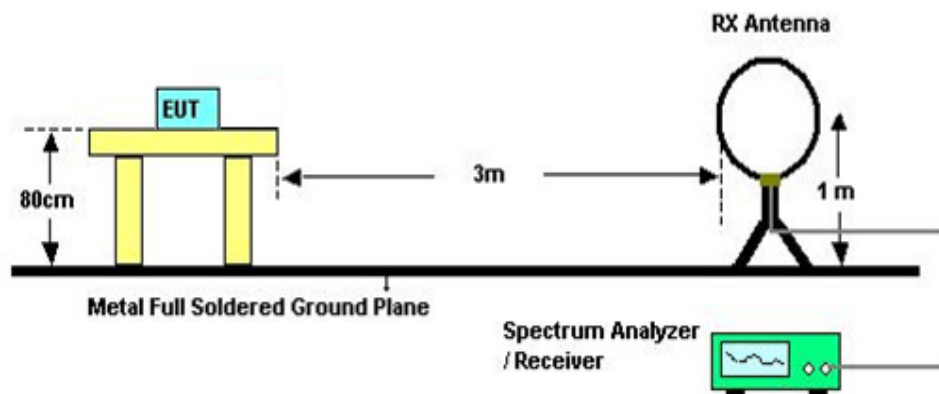 RX Antenna
EUT
80cm
3m
1 m
Metal Full Soldered Ground Plane
Spectrum Analyzer
/ Receiver